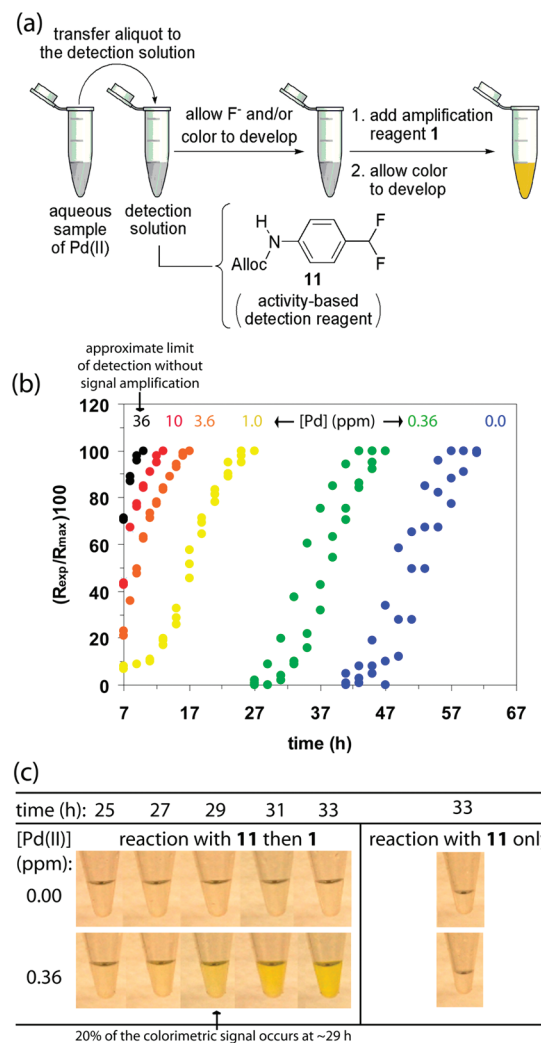 (a)
transfer aliquot to
the detection solution
allow F⁻ and/or
color to develop
1. add amplification
reagent 1
2. allow color
to develop
aqueous
sample
of Pd(II)
detection
solution
H
N
Alloc
F
F
11
(activity-based
detection reagent)
approximate limit
of detection without
signal amplification
(b)
36 10 3.6 1.0 [Pd] (ppm) 0.36 0.0
(Rexp/Rmax)100
120
100
80
60
40
20
0
7 17 27 37 47 57 67
time (h)
(c)
time (h): 25 27 29 31 33 33
[Pd(II)] reaction with 11 then 1 reaction with 11 only
(ppm):
0.00
0.36
20% of the colorimetric signal occurs at ~29 h